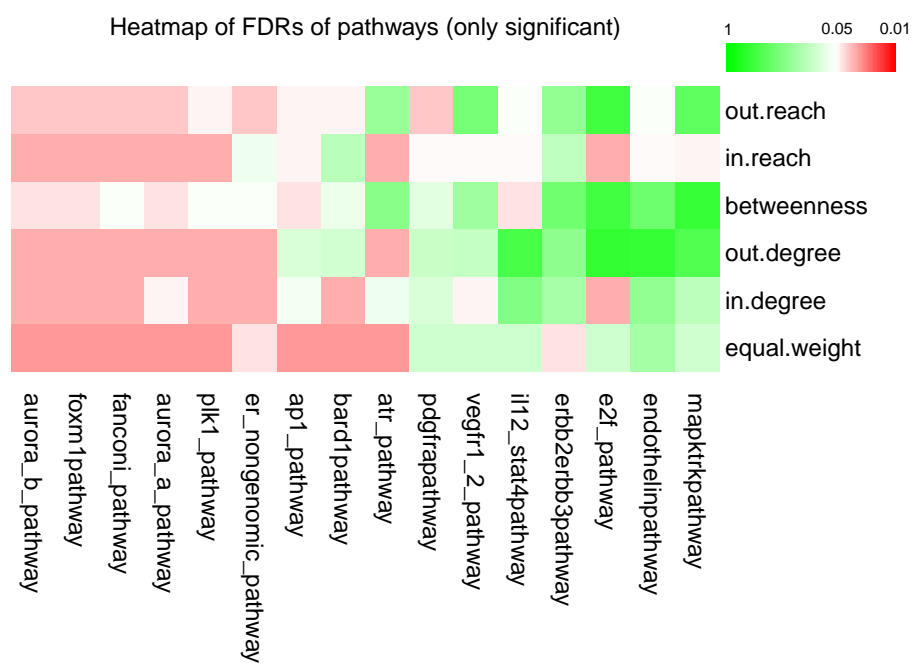 Heatmap of FDRs of pathways (only significant)
1 0.05 0.01
out.reach
in.reach
betweenness
out.degree
in.degree
equal.weight
aurora_b_pathway
foxm1pathway
fanconi_pathway
aurora_a_pathway
plk1_pathway
er_nongenomic_pathway
ap1_pathway
bard1pathway
atr_pathway
pdgfrapathway
vegfr1_2_pathway
il12_stat4pathway
erbb2erbb3pathway
e2f_pathway
endothelinpathway
mapktrkpathway